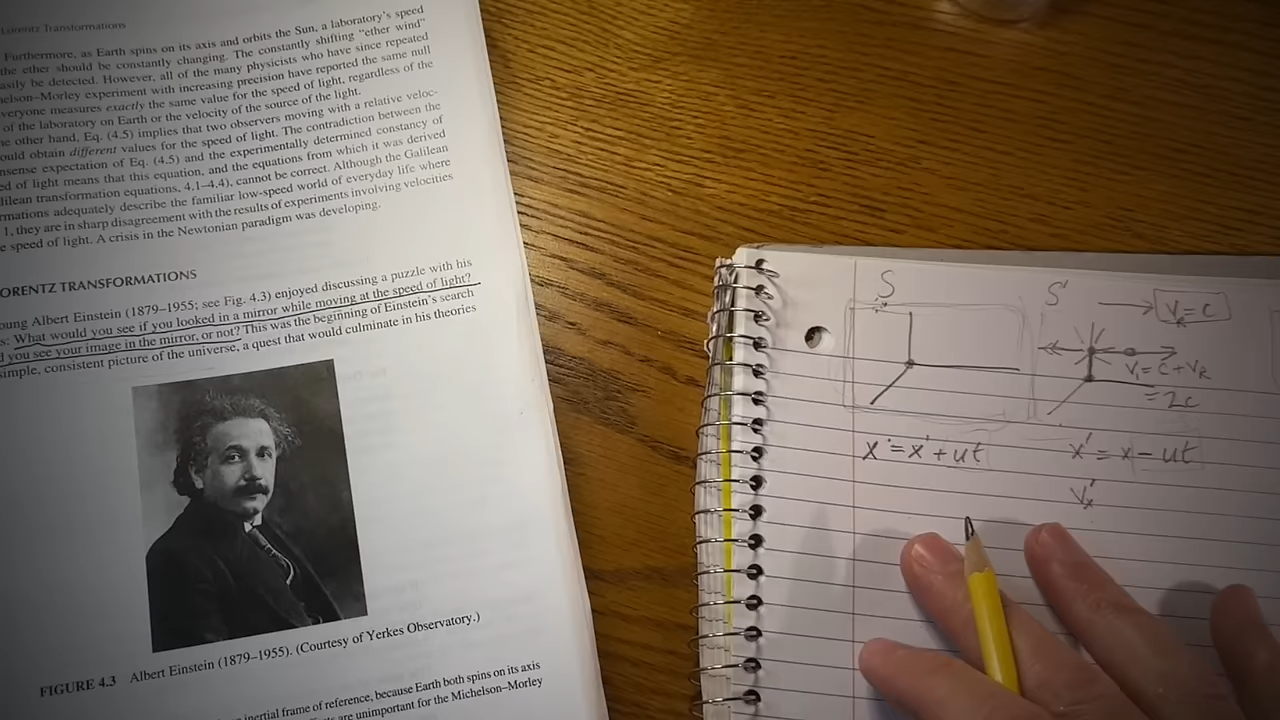 Lorentz Transformations
Furthermore, as Earth spins on its axis and orbits the Sun, a laboratory's speed
the ether should be constantly changing. The constantly shifting "ether wind"
easily be detected. However, all of the many physicists who have since repeated
helson–Morley experiment with increasing precision have reported the same null
veryone measures exactly the same value for the speed of light, regardless of the
of the laboratory on Earth or the velocity of the source of the light.
he other hand, Eq. (4.5) implies that two observers moving with a relative veloc-
ould obtain different values for the speed of light. The contradiction between the
nsense expectation of Eq. (4.5) and the experimentally determined constancy of
ed of light means that this equation, and the equations from which it was derived
lilean transformation equations, 4.1–4.4), cannot be correct. Although the Galilean
rmations adequately describe the familiar low-speed world of everyday life where
1, they are in sharp disagreement with the results of experiments involving velocities
e speed of light. A crisis in the Newtonian paradigm was developing.
ORENTZ TRANSFORMATIONS
oung Albert Einstein (1879–1955; see Fig. 4.3) enjoyed discussing a puzzle with his
s: What would you see if you looked in a mirror while moving at the speed of light?
d you see your image in the mirror, or not? This was the beginning of Einstein's search
simple, consistent picture of the universe, a quest that would culminate in his theories
FIGURE 4.3 Albert Einstein (1879–1955). (Courtesy of Yerkes Observatory.)
inertial frame of reference, because Earth both spins on its axis
are unimportant for the Michelson–Morley
S
S'
V_R = C
V_1 = C + V_R
= 2C
x = x' + ut
x' = x - ut
V_x'